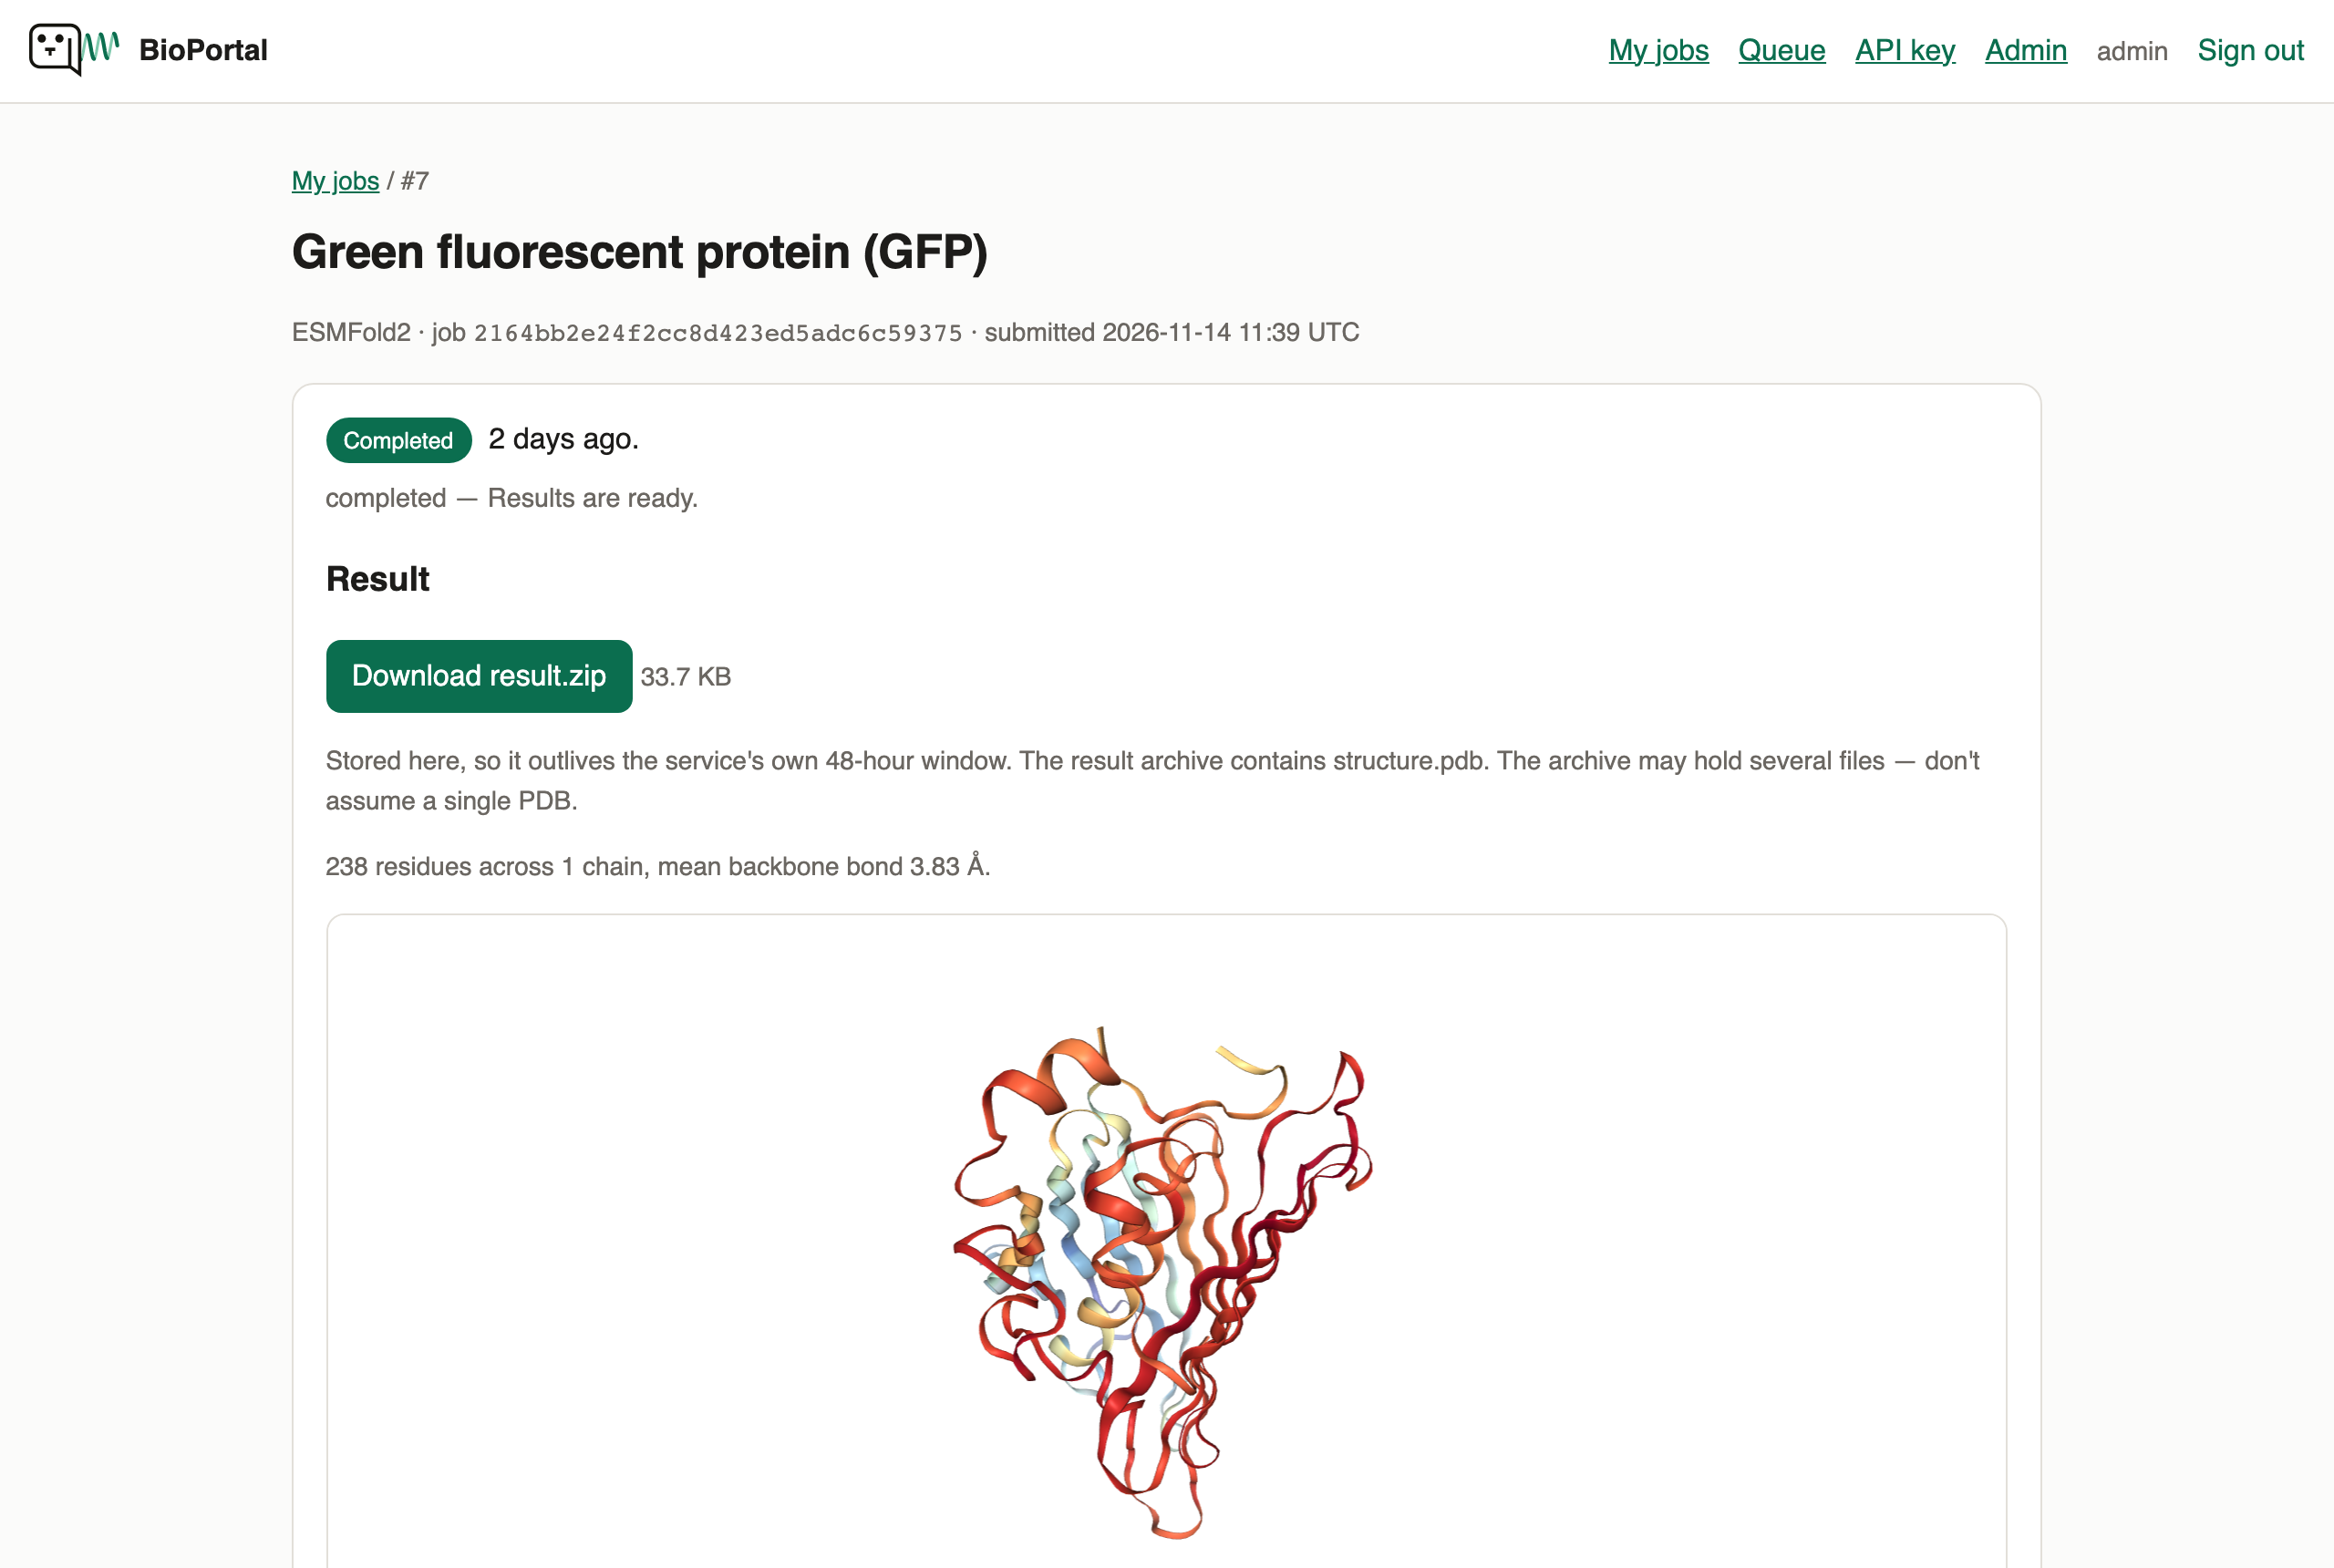 BioPortal
My jobs Queue API key Admin admin Sign out
My jobs / #7
Green fluorescent protein (GFP)
ESMFold2 · job 2164bb2e24f2cc8d423ed5adc6c59375 · submitted 2026-11-14 11:39 UTC
Completed 2 days ago.
completed — Results are ready.
Result
Download result.zip 33.7 KB
Stored here, so it outlives the service's own 48-hour window. The result archive contains structure.pdb. The archive may hold several files — don't
assume a single PDB.
238 residues across 1 chain, mean backbone bond 3.83 Å.